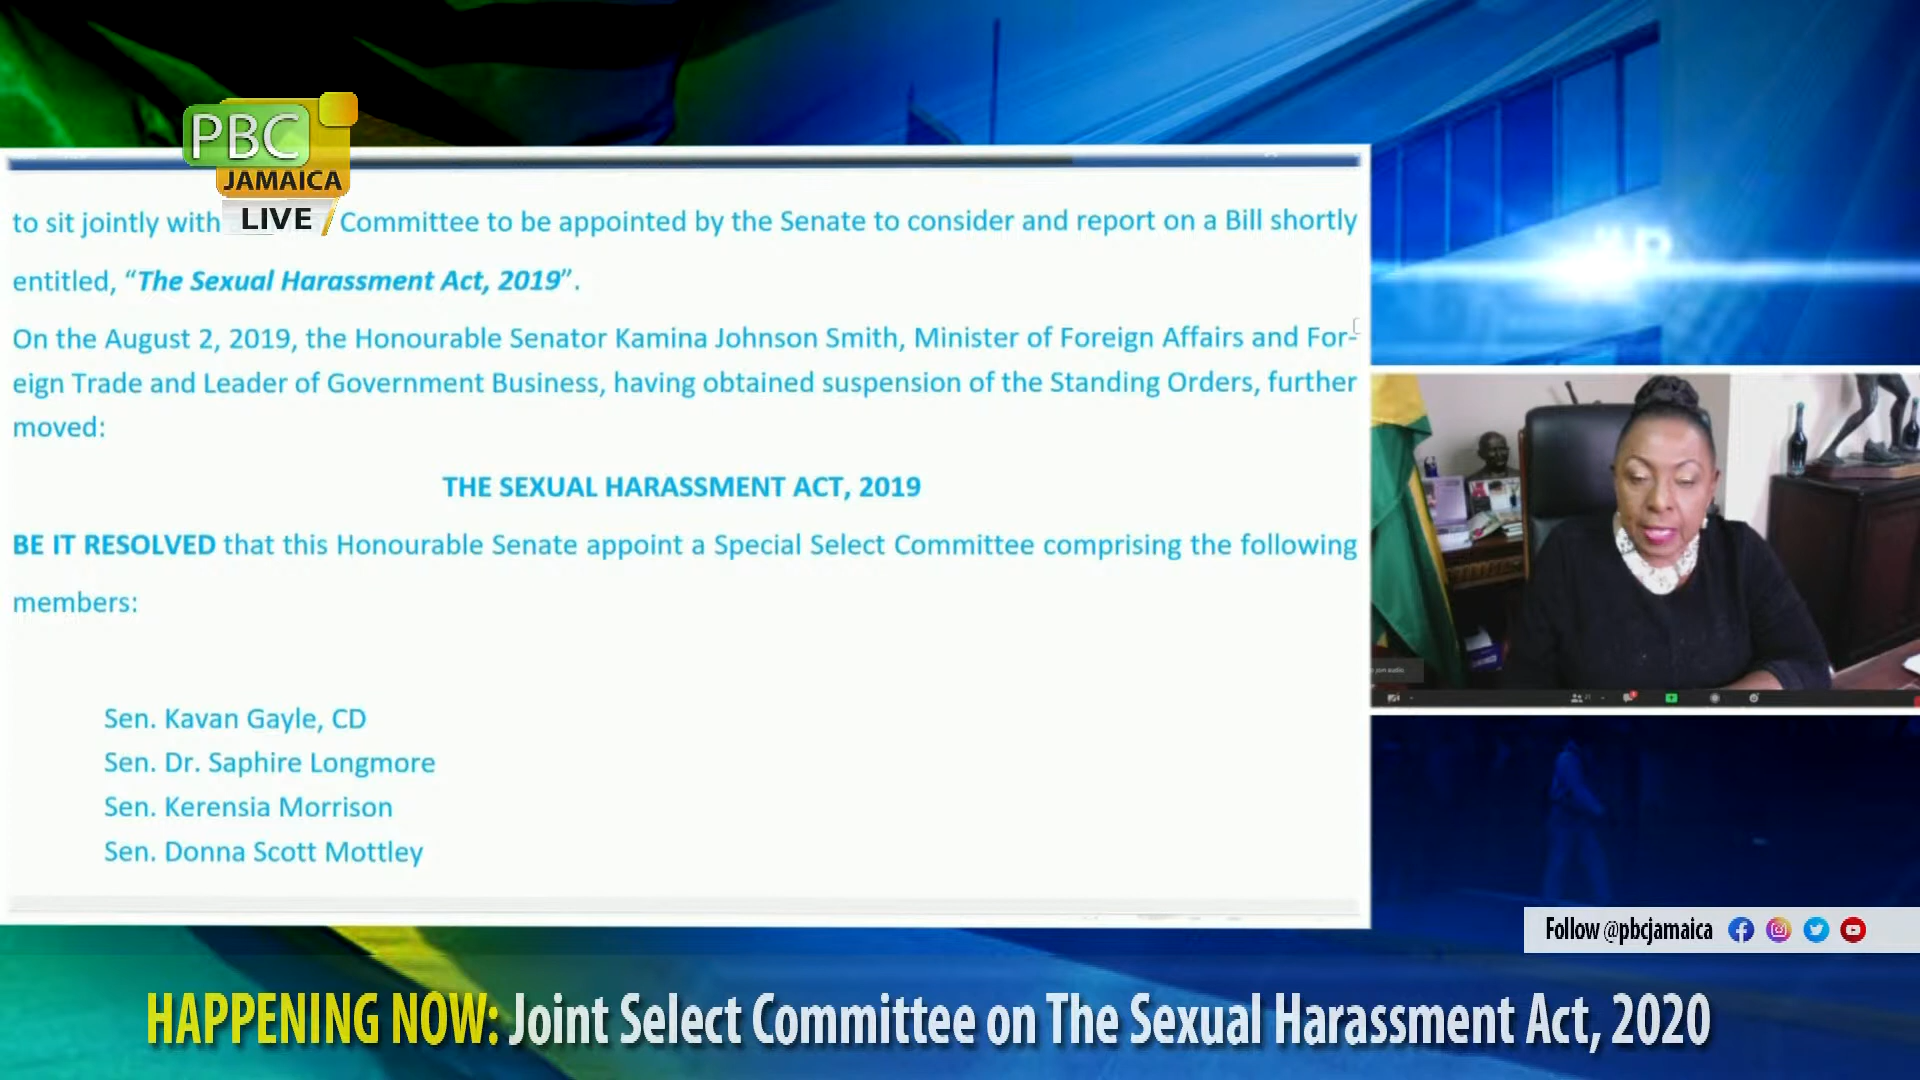 PBC
JAMAICA
LIVE
to sit jointly with Committee to be appointed by the Senate to consider and report on a Bill shortly
entitled, “The Sexual Harassment Act, 2019”.
On the August 2, 2019, the Honourable Senator Kamina Johnson Smith, Minister of Foreign Affairs and For-
eign Trade and Leader of Government Business, having obtained suspension of the Standing Orders, further
moved:
THE SEXUAL HARASSMENT ACT, 2019
BE IT RESOLVED that this Honourable Senate appoint a Special Select Committee comprising the following
members:
Sen. Kavan Gayle, CD
Sen. Dr. Saphire Longmore
Sen. Kerensia Morrison
Sen. Donna Scott Mottley
Follow @pbcjamaica
HAPPENING NOW: Joint Select Committee on The Sexual Harassment Act, 2020